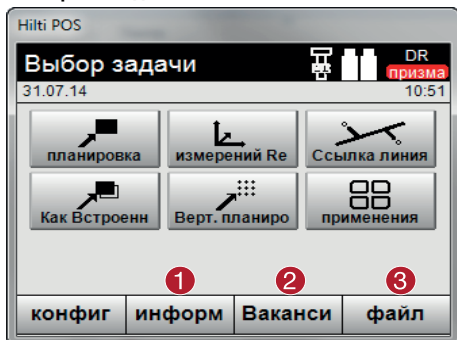 Hilti POS
Выбор задачи DR
призма
31.07.14 10:51
планировка измерений Re Ссылка линия
Как Встроенн Верт. планиро применения
1 2 3
конфиг информ Ваканси файл